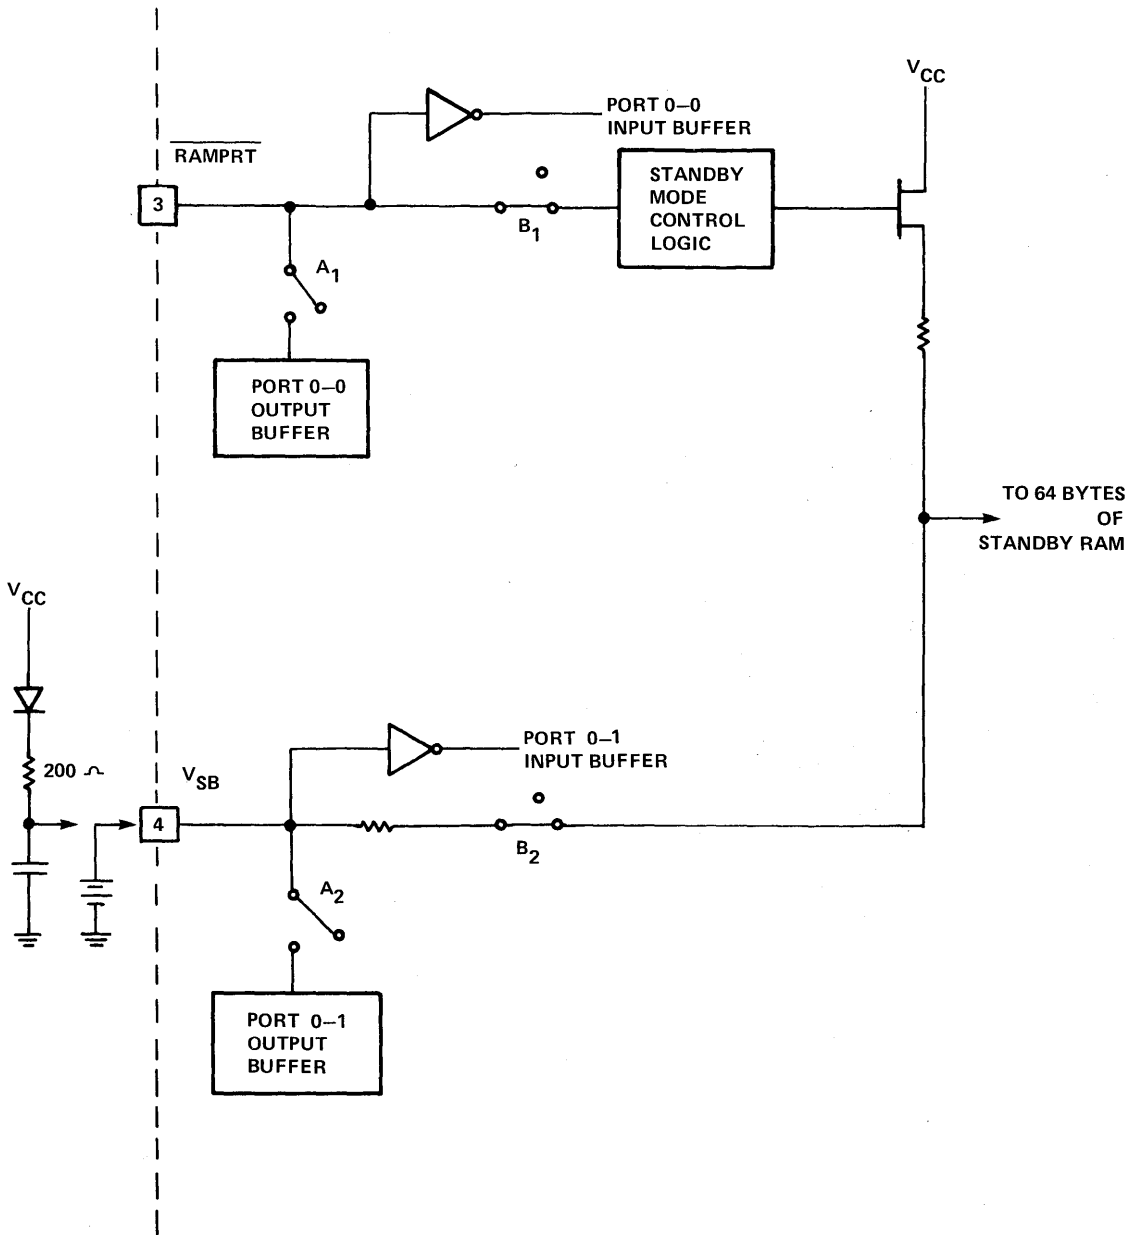 V_CC
PORT 0–0
INPUT BUFFER
RAMPRT
3
STANDBY
MODE
CONTROL
LOGIC
B_1
A_1
PORT 0–0
OUTPUT
BUFFER
TO 64 BYTES
OF
STANDBY RAM
V_CC
200 Ω
V_SB
4
PORT 0–1
INPUT BUFFER
B_2
A_2
PORT 0–1
OUTPUT
BUFFER